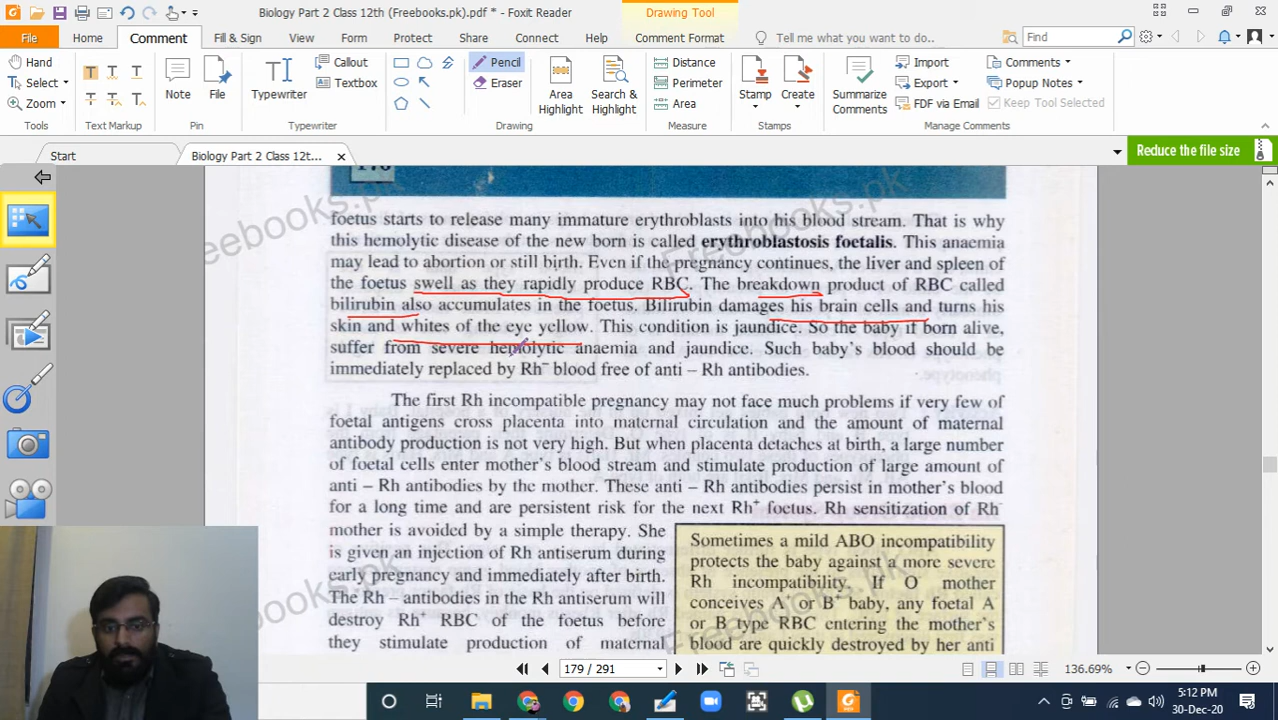 Biology Part 2 Class 12th (Freebooks.pk).pdf * - Foxit Reader
Drawing Tool
File Home Comment Fill & Sign View Form Protect Share Connect Help Comment Format Tell me what you want to do.. Find
Hand
Select
Zoom
Tools
Text Markup
Note
File
Pin
Typewriter
Callout
Textbox
Typewriter
Pencil
Eraser
Drawing
Area Highlight
Search & Highlight
Distance
Perimeter
Area
Measure
Stamp
Create
Stamps
Summarize Comments
Import
Export
FDF via Email
Comments
Popup Notes
Keep Tool Selected
Manage Comments
Start
Biology Part 2 Class 12t...
Reduce the file size
foetus starts to release many immature erythroblasts into his blood stream. That is why
this hemolytic disease of the new born is called erythroblastosis foetalis. This anaemia
may lead to abortion or still birth. Even if the pregnancy continues, the liver and spleen of
the foetus swell as they rapidly produce RBC. The breakdown product of RBC called
bilirubin also accumulates in the foetus. Bilirubin damages his brain cells and turns his
skin and whites of the eye yellow. This condition is jaundice. So the baby if born alive,
suffer from severe hemolytic anaemia and jaundice. Such baby's blood should be
immediately replaced by Rh⁻ blood free of anti – Rh antibodies.
The first Rh incompatible pregnancy may not face much problems if very few of
foetal antigens cross placenta into maternal circulation and the amount of maternal
antibody production is not very high. But when placenta detaches at birth, a large number
of foetal cells enter mother's blood stream and stimulate production of large amount of
anti – Rh antibodies by the mother. These anti – Rh antibodies persist in mother's blood
for a long time and are persistent risk for the next Rh⁺ foetus. Rh sensitization of Rh⁻
mother is avoided by a simple therapy. She
is given an injection of Rh antiserum during
early pregnancy and immediately after birth.
The Rh – antibodies in the Rh antiserum will
destroy Rh⁺ RBC of the foetus before
they stimulate production of maternal
Sometimes a mild ABO incompatibility
protects the baby against a more severe
Rh incompatibility. If O⁻ mother
conceives A⁺ or B⁺ baby, any foetal A
or B type RBC entering the mother's
blood are quickly destroyed by her anti
179 / 291
136.69%
5:12 PM
30-Dec-20